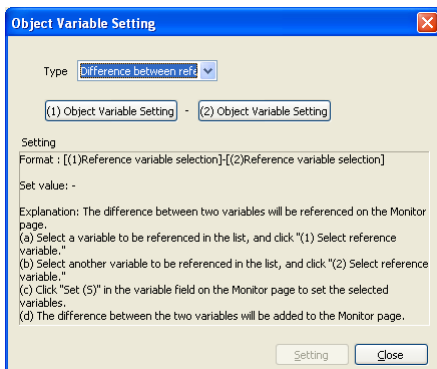 Object Variable Setting
Type Difference between refe
(1) Object Variable Setting - (2) Object Variable Setting
Setting
Format : [(1)Reference variable selection]-[(2)Reference variable selection]
Set value: -
Explanation: The difference between two variables will be referenced on the Monitor
page.
(a) Select a variable to be referenced in the list, and click "(1) Select reference
variable."
(b) Select another variable to be referenced in the list, and click "(2) Select reference
variable."
(c) Click "Set (S)" in the variable field on the Monitor page to set the selected
variables.
(d) The difference between the two variables will be added to the Monitor page.
Setting Close